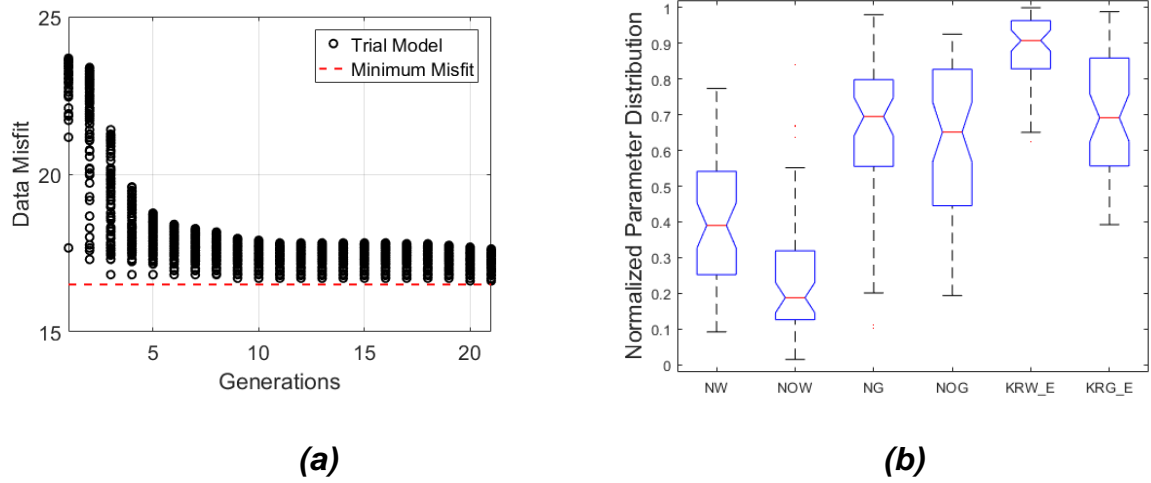 25
20
15
Data Misfit
Trial Model
Minimum Misfit
5
10
15
20
Generations
(a)
Normalized Parameter Distribution
1
0.9
0.8
0.7
0.6
0.5
0.4
0.3
0.2
0.1
0
NW
NOW
NG
NOG
KRW_E
KRG_E
(b)